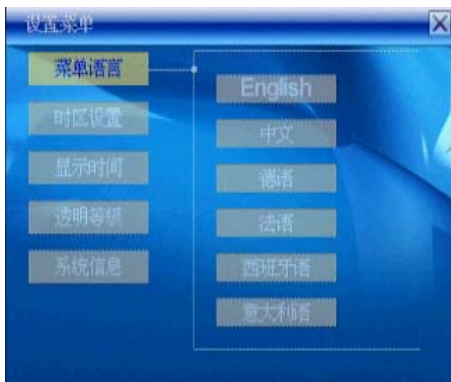 设置菜单
菜单语言
时区设置
显示时间
透明等级
系统信息
English
中文
德语
法语
西班牙语
意大利语